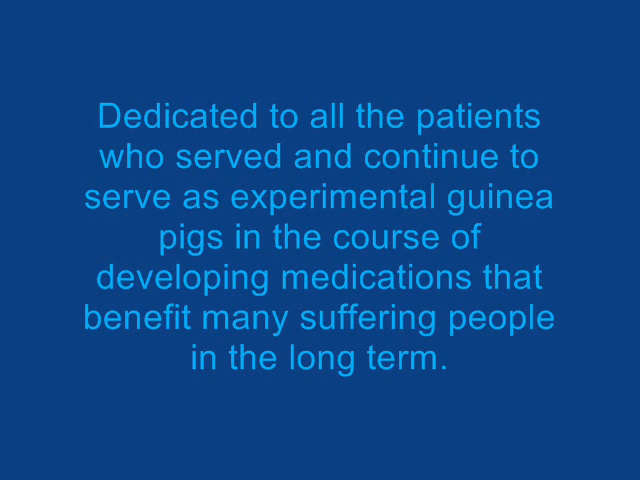 Dedicated to all the patients
who served and continue to
serve as experimental guinea
pigs in the course of
developing medications that
benefit many suffering people
in the long term.